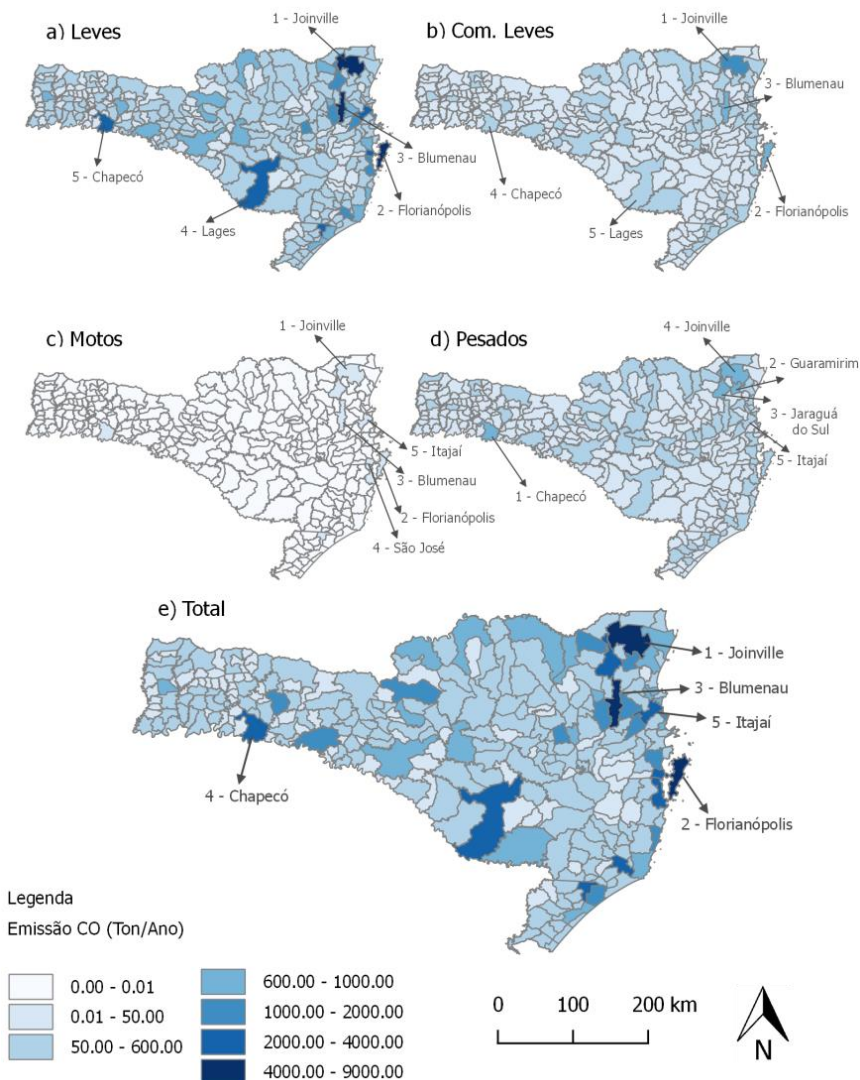 a) Leves
1 - Joinville
3 - Blumenau
2 - Florianópolis
5 - Chapecó
4 - Lages
b) Com. Leves
1 - Joinville
3 - Blumenau
4 - Chapecó
2 - Florianópolis
5 - Lages
c) Motos
1 - Joinville
5 - Itajaí
3 - Blumenau
2 - Florianópolis
4 - São José
d) Pesados
4 - Joinville
2 - Guaramirim
3 - Jaraguá
do Sul
5 - Itajaí
1 - Chapecó
e) Total
1 - Joinville
3 - Blumenau
5 - Itajaí
4 - Chapecó
2 - Florianópolis
Legenda
Emissão CO (Ton/Ano)
0.00 - 0.01
0.01 - 50.00
50.00 - 600.00
600.00 - 1000.00
1000.00 - 2000.00
2000.00 - 4000.00
4000.00 - 9000.00
0 100 200 km
N